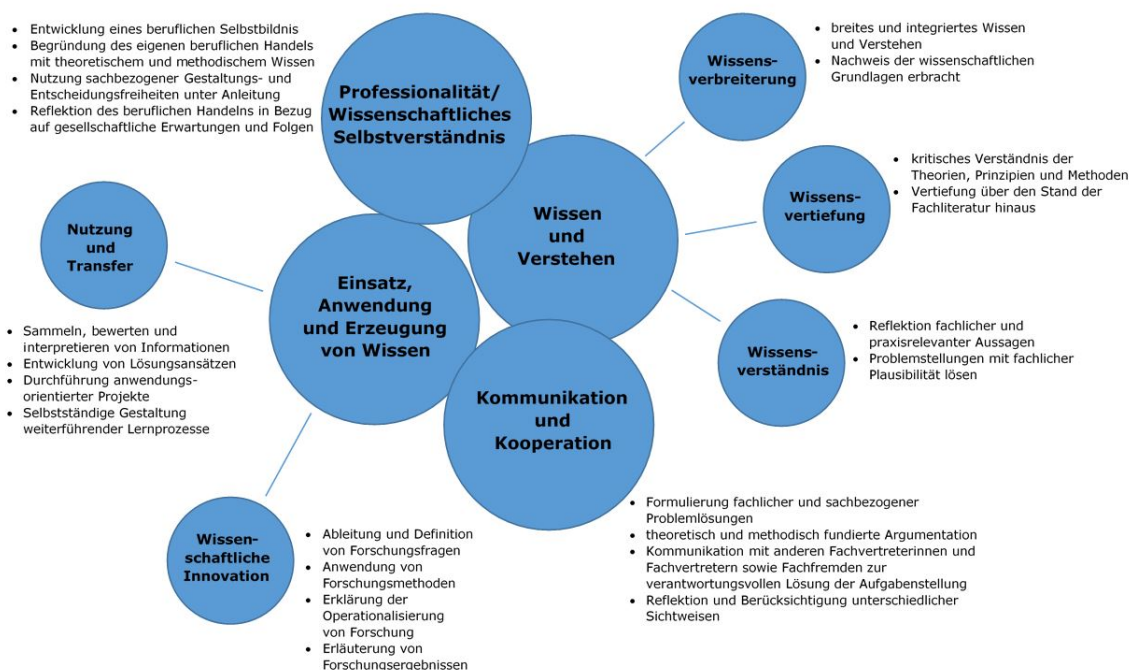 • Entwicklung eines beruflichen Selbstbildnis
• Begründung des eigenen beruflichen Handels
mit theoretischem und methodischem Wissen
• Nutzung sachbezogener Gestaltungs- und
Entscheidungsfreiheiten unter Anleitung
• Reflektion des beruflichen Handelns in Bezug
auf gesellschaftliche Erwartungen und Folgen
Professionalität/
Wissenschaftliches
Selbstverständnis
Wissens-
verbreiterung
• breites und integriertes Wissen
und Verstehen
• Nachweis der wissenschaftlichen
Grundlagen erbracht
Wissen
und
Verstehen
Wissens-
vertiefung
• kritisches Verständnis der
Theorien, Prinzipien und Methoden
• Vertiefung über den Stand der
Fachliteratur hinaus
Nutzung
und
Transfer
Einsatz,
Anwendung
und Erzeugung
von Wissen
• Sammeln, bewerten und
interpretieren von Informationen
• Entwicklung von Lösungsansätzen
• Durchführung anwendungs-
orientierter Projekte
• Selbstständige Gestaltung
weiterführender Lernprozesse
Wissens-
verständnis
• Reflektion fachlicher und
praxisrelevanter Aussagen
• Problemstellungen mit fachlicher
Plausibilität lösen
Kommunikation
und
Kooperation
• Formulierung fachlicher und sachbezogener
Problemlösungen
• theoretisch und methodisch fundierte Argumentation
• Kommunikation mit anderen Fachvertreterinnen und
Fachvertretern sowie Fachfremden zur
verantwortungsvollen Lösung der Aufgabenstellung
• Reflektion und Berücksichtigung unterschiedlicher
Sichtweisen
Wissen-
schaftliche
Innovation
• Ableitung und Definition
von Forschungsfragen
• Anwendung von
Forschungsmethoden
• Erklärung der
Operationalisierung
von Forschung
• Erläuterung von
Forschungsergebnissen